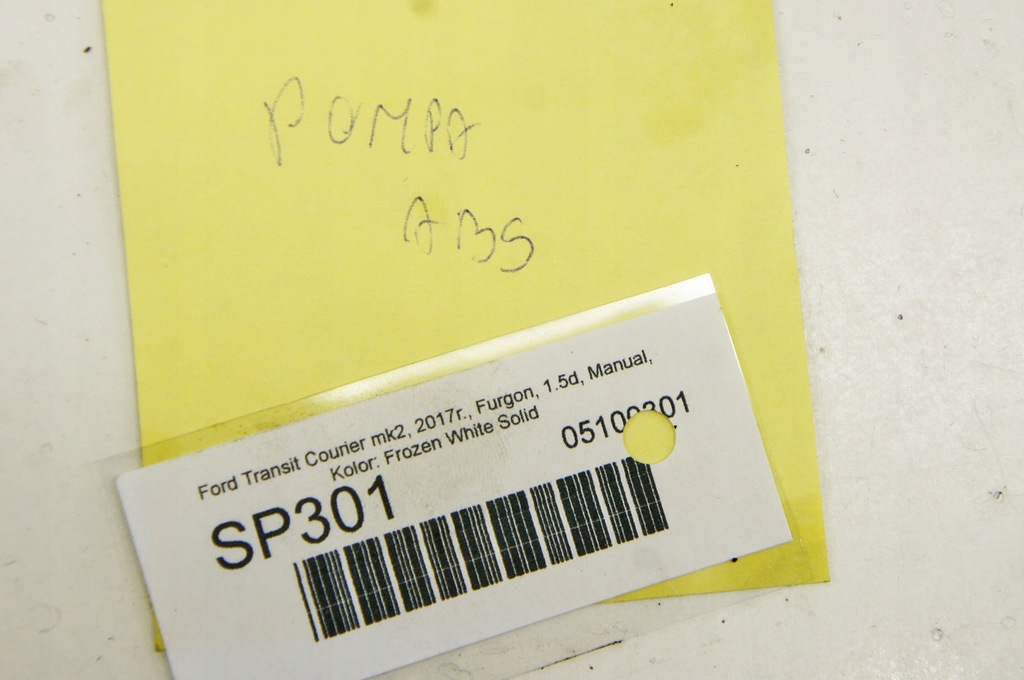 POMPA
ABS
Ford Transit Courier mk2, 2017r., Furgon, 1.5d, Manual,
Kolor: Frozen White Solid
SP301